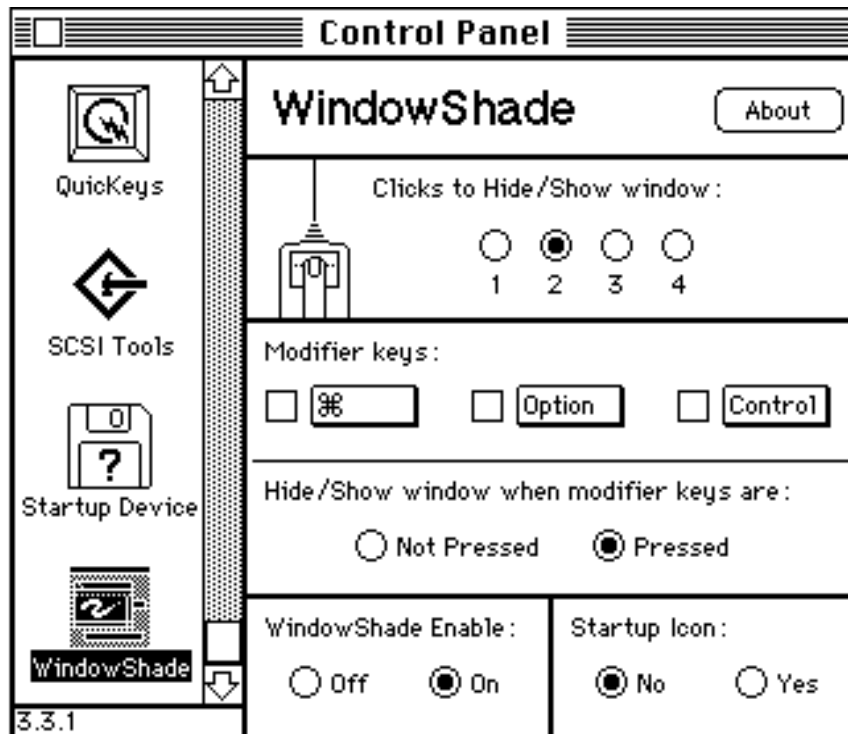 Control Panel
QuicKeys
SCSI Tools
0
?
Startup Device
WindowShade
3.3.1
WindowShade
About
Clicks to Hide/Show window:
1 2 3 4
Modifier keys:
⌘ Option Control
Hide/Show window when modifier keys are:
Not Pressed Pressed
WindowShade Enable:
Off On
Startup Icon:
No Yes